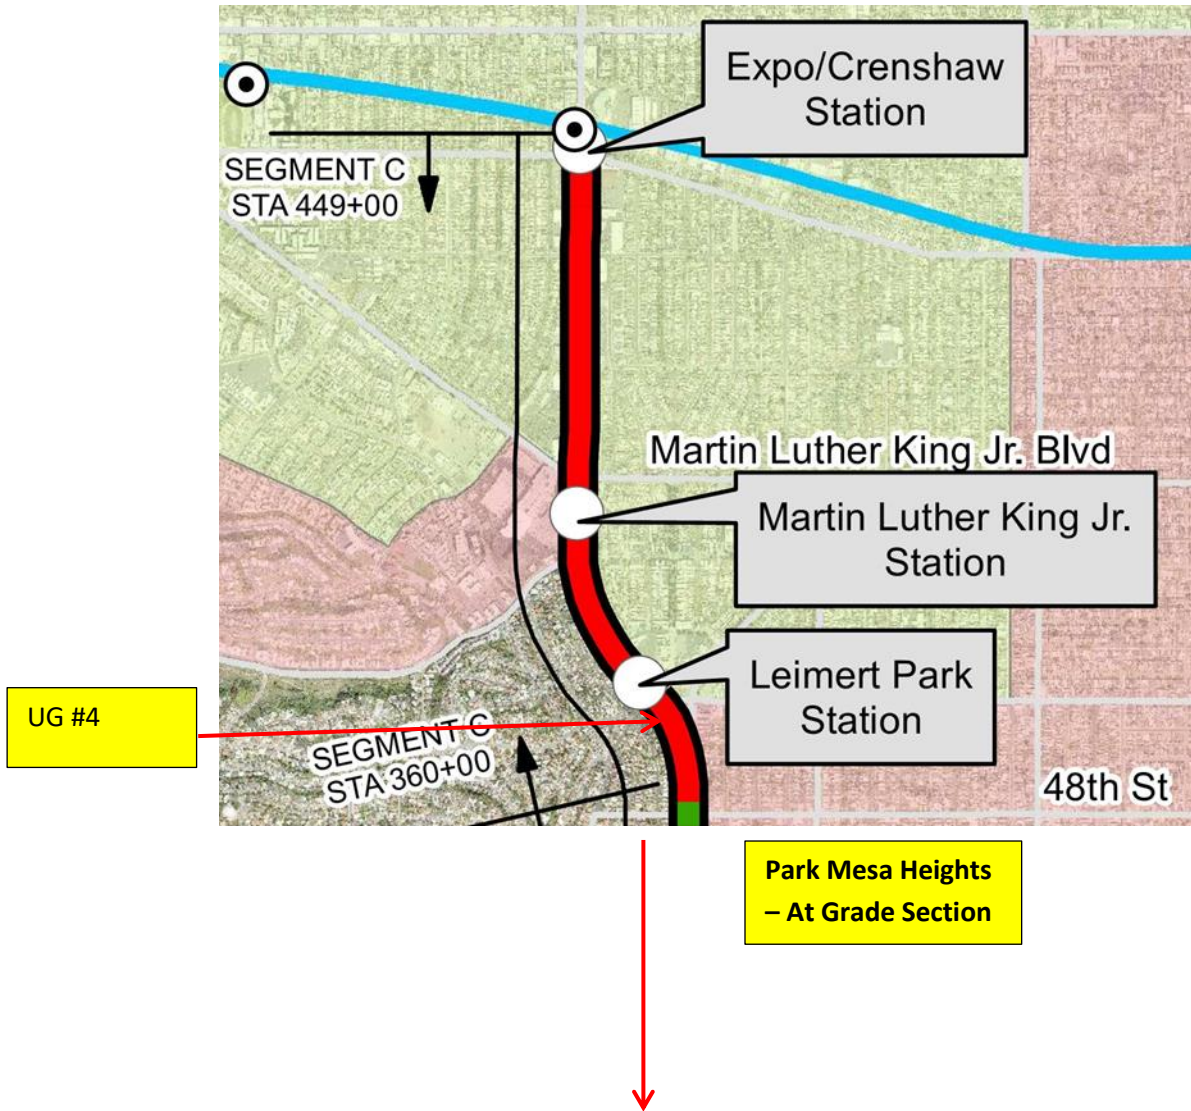 Expo/Crenshaw
Station
SEGMENT C
STA 449+00
Martin Luther King Jr. Blvd
Martin Luther King Jr.
Station
Leimert Park
Station
UG #4
SEGMENT C
STA 360+00
48th St
Park Mesa Heights
– At Grade Section